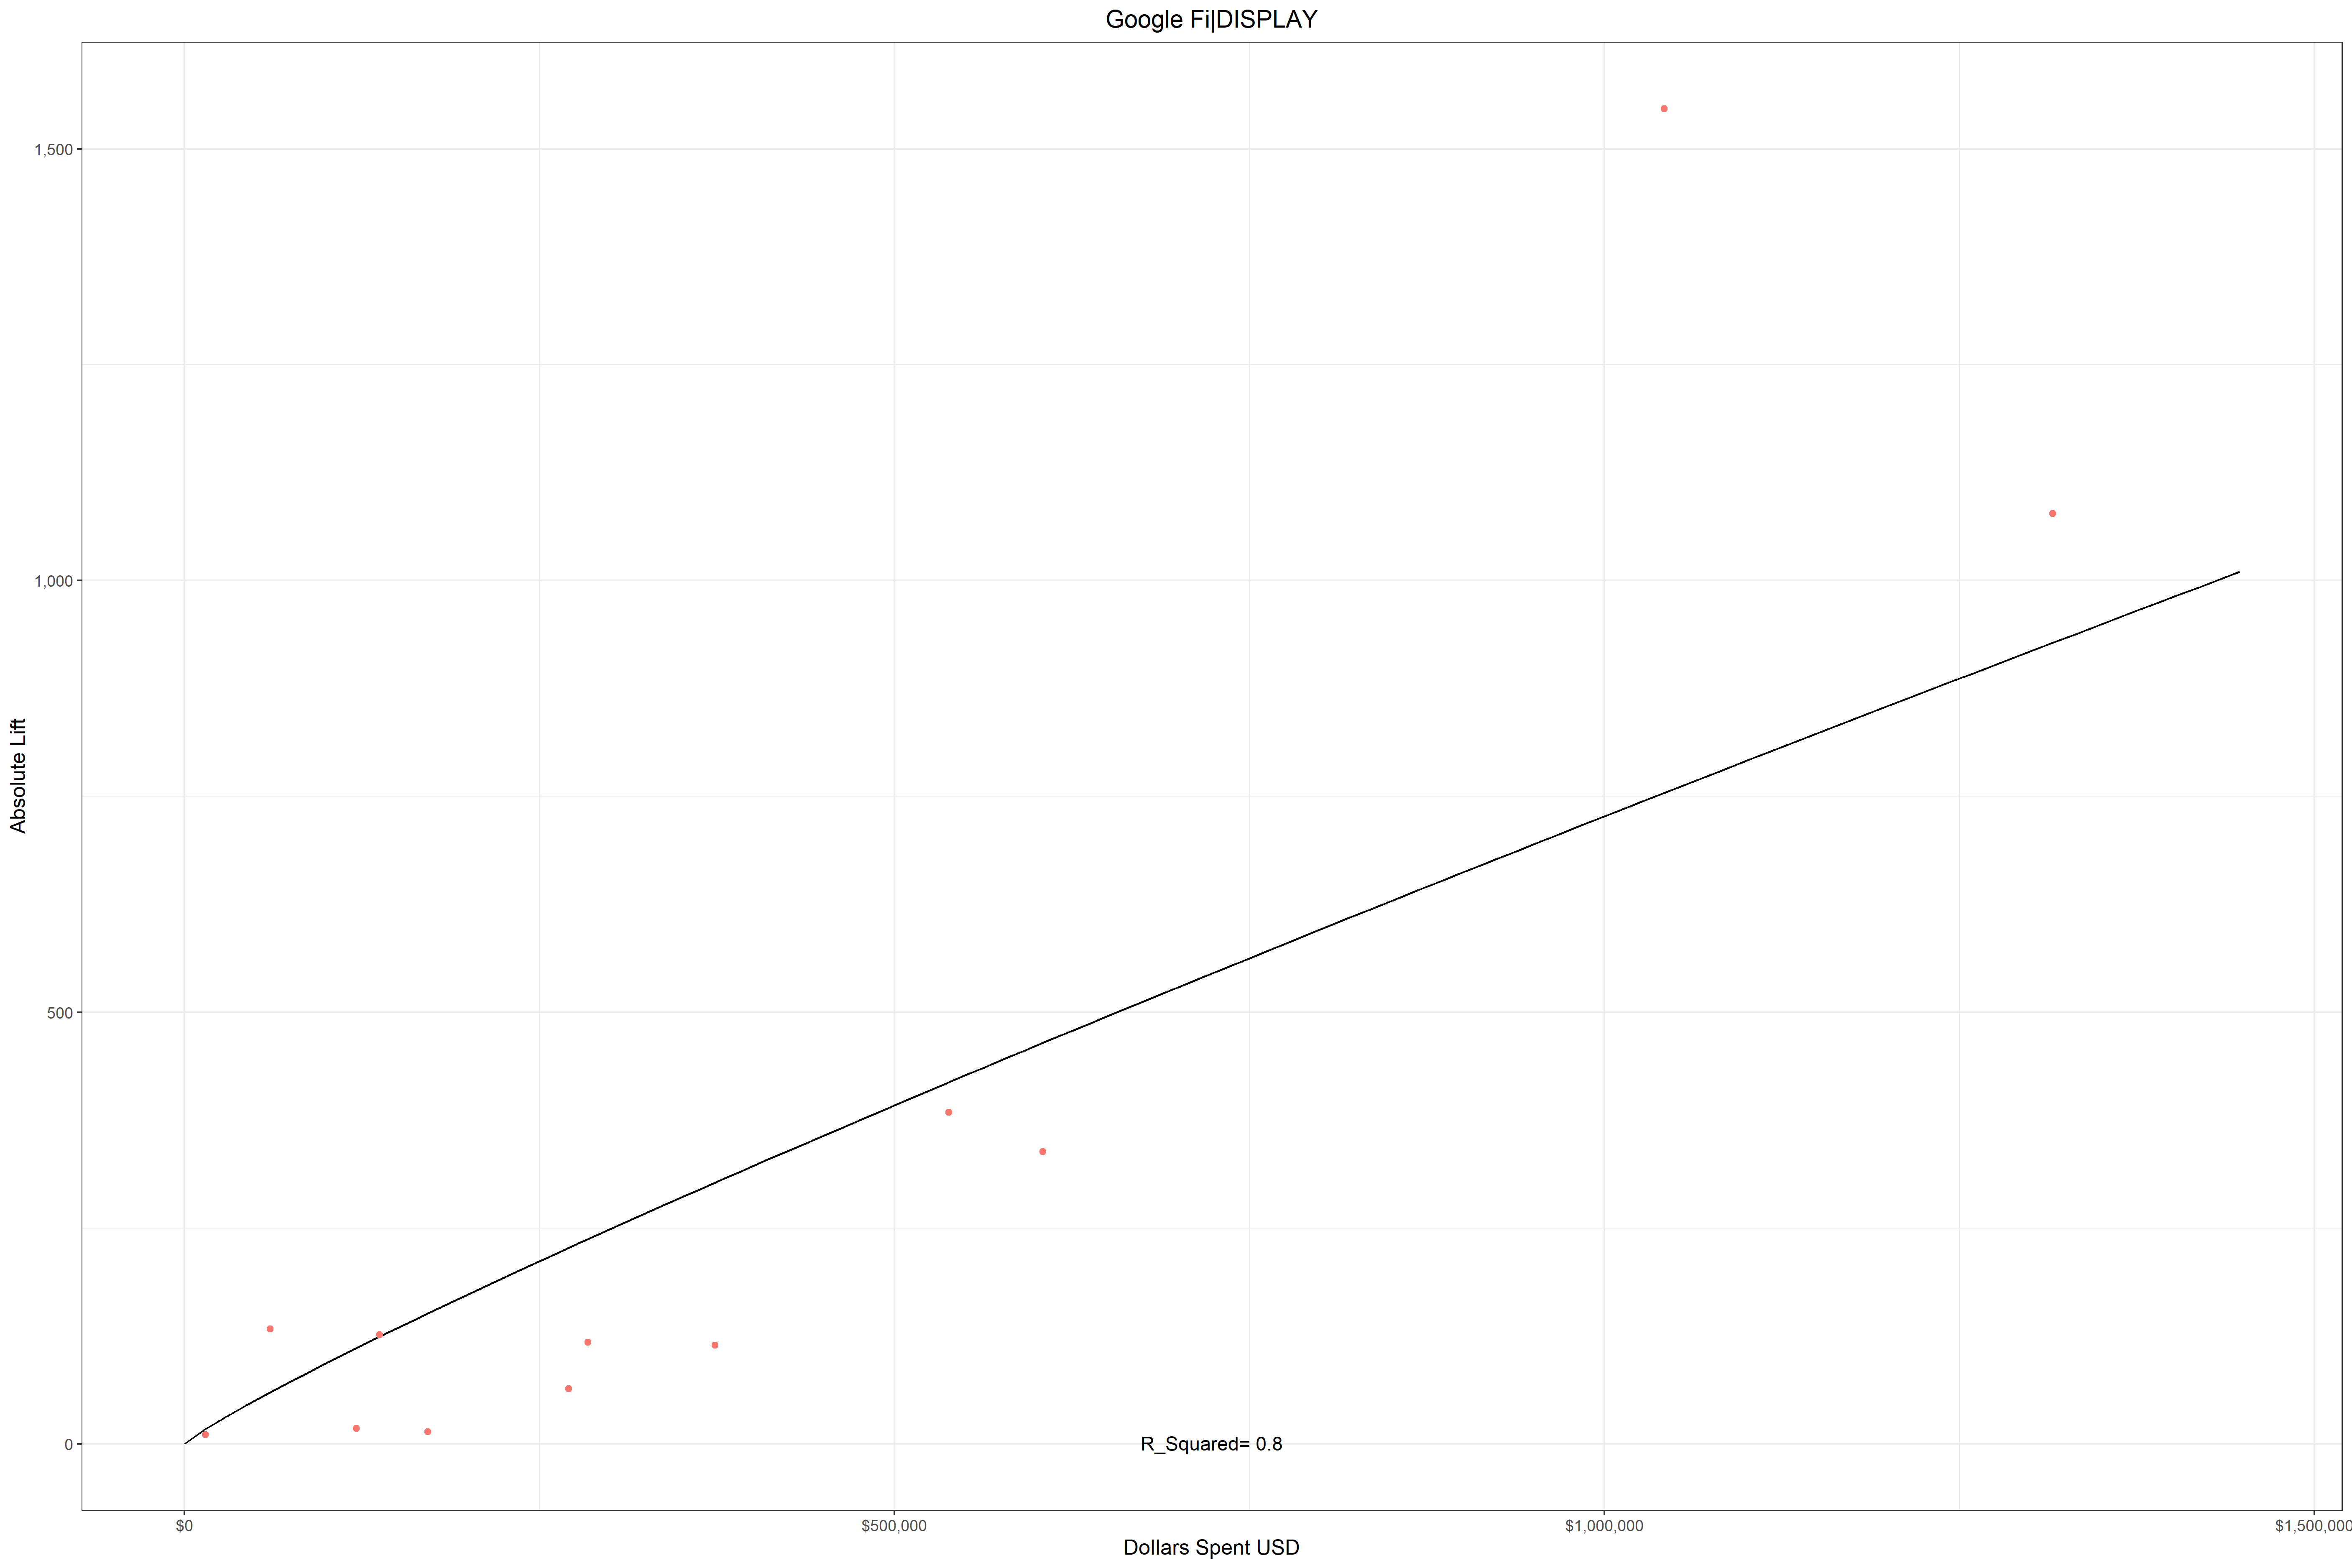 Google Fi|DISPLAY
Absolute Lift
1,500
1,000
500
0
R_Squared= 0.8
$0
$500,000
$1,000,000
$1,500,000
Dollars Spent USD